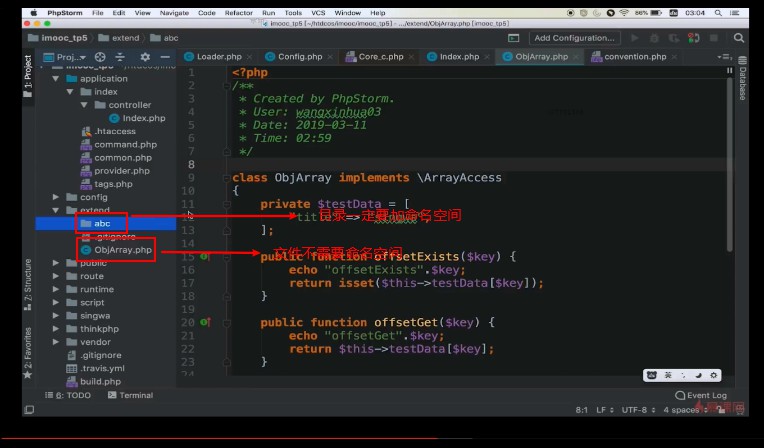 PhpStorm File Edit View Navigate Code Refactor Run Tools VCS Window Help
86% 03:04
imooc_tp5 [~/htdcos/imooc/imooc_tp5] - .../extend/ObjArray.php [imooc_tp5]
imooc_tp5 extend abc
Add Configuration...
1: Project
Proj...
Loader.php Config.php Core_c.php Index.php ObjArray.php convention.php
Database
application
index
controller
Index.php
.htaccess
command.php
common.php
provider.php
tags.php
config
extend
abc
.gitignore
ObjArray.php
public
route
runtime
script
singwa
thinkphp
vendor
.gitignore
.travis.yml
build.php
7: Structure
2: Favorites
1 <?php
2 /**
3 * Created by PhpStorm.
4 * User: wangxinhua03
5 * Date: 2019-03-11
6 * Time: 02:59
7 */
8
9 class ObjArray implements \ArrayAccess
10 {
11 private $testData = [
12 =>
目录一定要加命名空间
13 ];
14
文件不需要命名空间
15 public function offsetExists($key) {
16 echo "offsetExists".$key;
17 return isset($this->testData[$key]);
18 }
19
20 public function offsetGet($key) {
21 echo "offsetGet".$key;
22 return $this->testData[$key];
23 }
24
英
6: TODO Terminal
Event Log
8:1 LF UTF-8 4 spaces